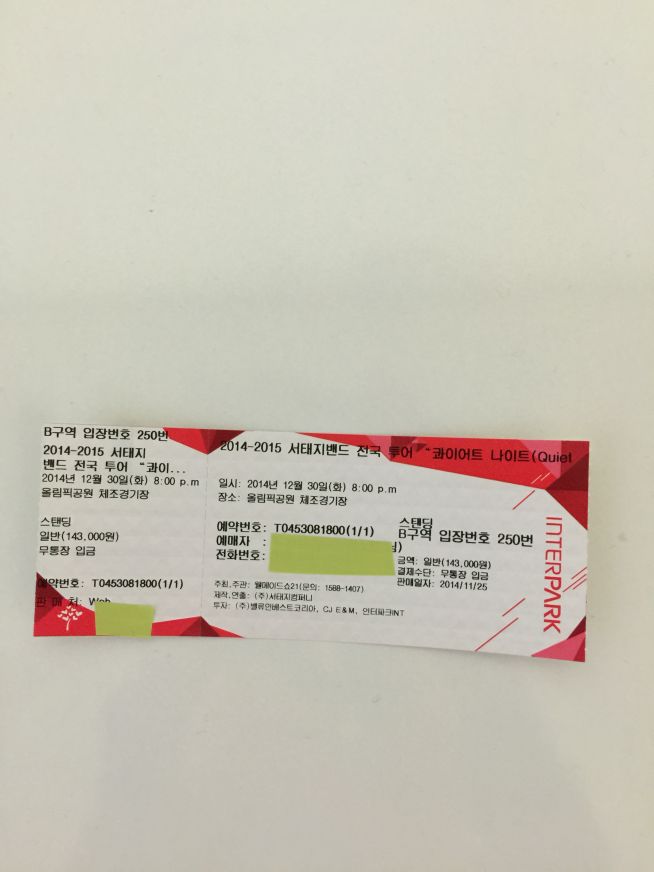 B구역 입장번호 250번
2014-2015 서태지
밴드 전국 투어 "콰이...
2014년 12월 30일(화) 8:00 p.m
올림픽공원 체조경기장
스탠딩
일반(143,000원)
무통장 입금
예약번호: T0453081800(1/1)
판 매 처: Web
2014-2015 서태지밴드 전국 투어 "콰이어트 나이트(Quiet
일시: 2014년 12월 30일(화) 8:00 p.m
장소: 올림픽공원 체조경기장
예약번호: T0453081800(1/1)
예매자 :
전화번호:
스탠딩
B구역 입장번호 250번
금액: 일반(143,000원)
결제수단: 무통장 입금
판매일자: 2014/11/25
주최,주관: 웰메이드쇼21(문의: 1588-1407)
제작,연출: (주)서태지컴퍼니
투자: (주)밸류인베스트코리아, CJ E&M, 인터파크INT
INTERPARK